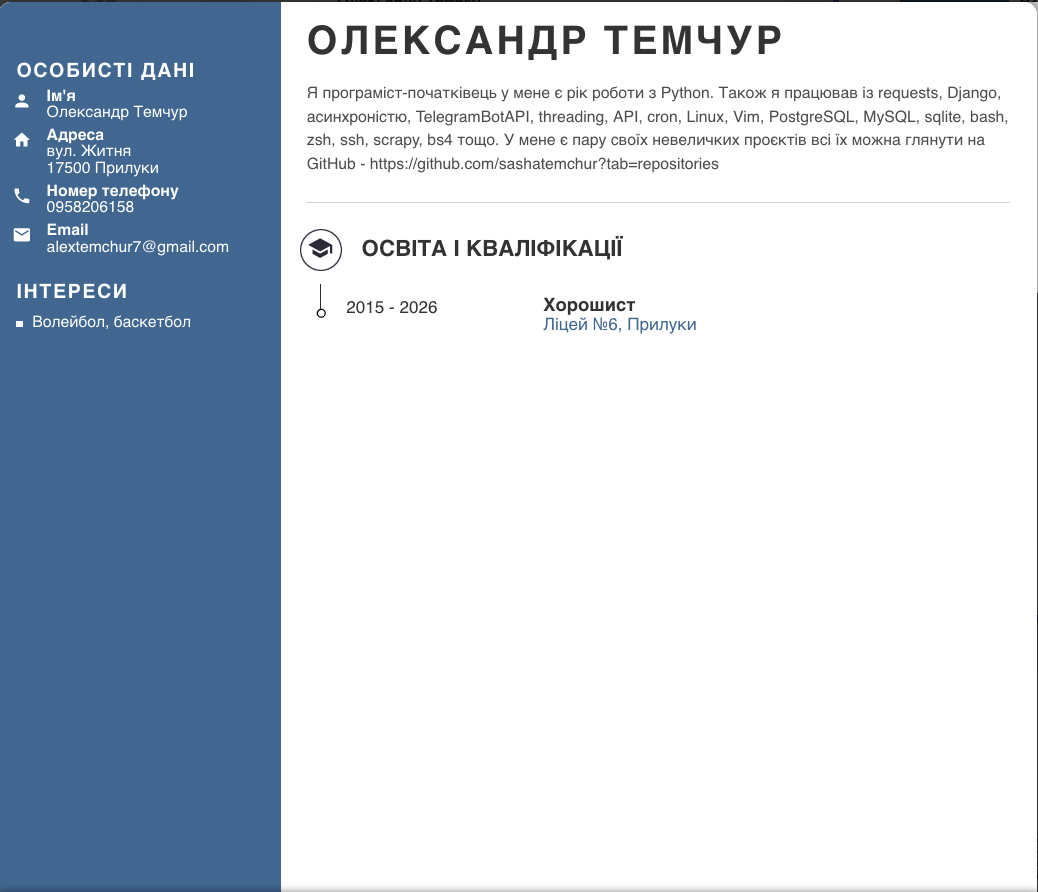 ОСОБИСТІ ДАНІ
Ім'я
Олександр Темчур
Адреса
вул. Житня
17500 Прилуки
Номер телефону
0958206158
Email
alextemchur7@gmail.com
ІНТЕРЕСИ
Волейбол, баскетбол
ОЛЕКСАНДР ТЕМЧУР
Я програміст-початківець у мене є рік роботи з Python. Також я працював із requests, Django,
асинхроністю, TelegramBotAPI, threading, API, cron, Linux, Vim, PostgreSQL, MySQL, sqlite, bash,
zsh, ssh, scrapy, bs4 тощо. У мене є пару своїх невеличких проєктів всі їх можна глянути на
GitHub - https://github.com/sashatemchur?tab=repositories
ОСВІТА І КВАЛІФІКАЦІЇ
2015 - 2026
Хорошист
Ліцей №6, Прилуки